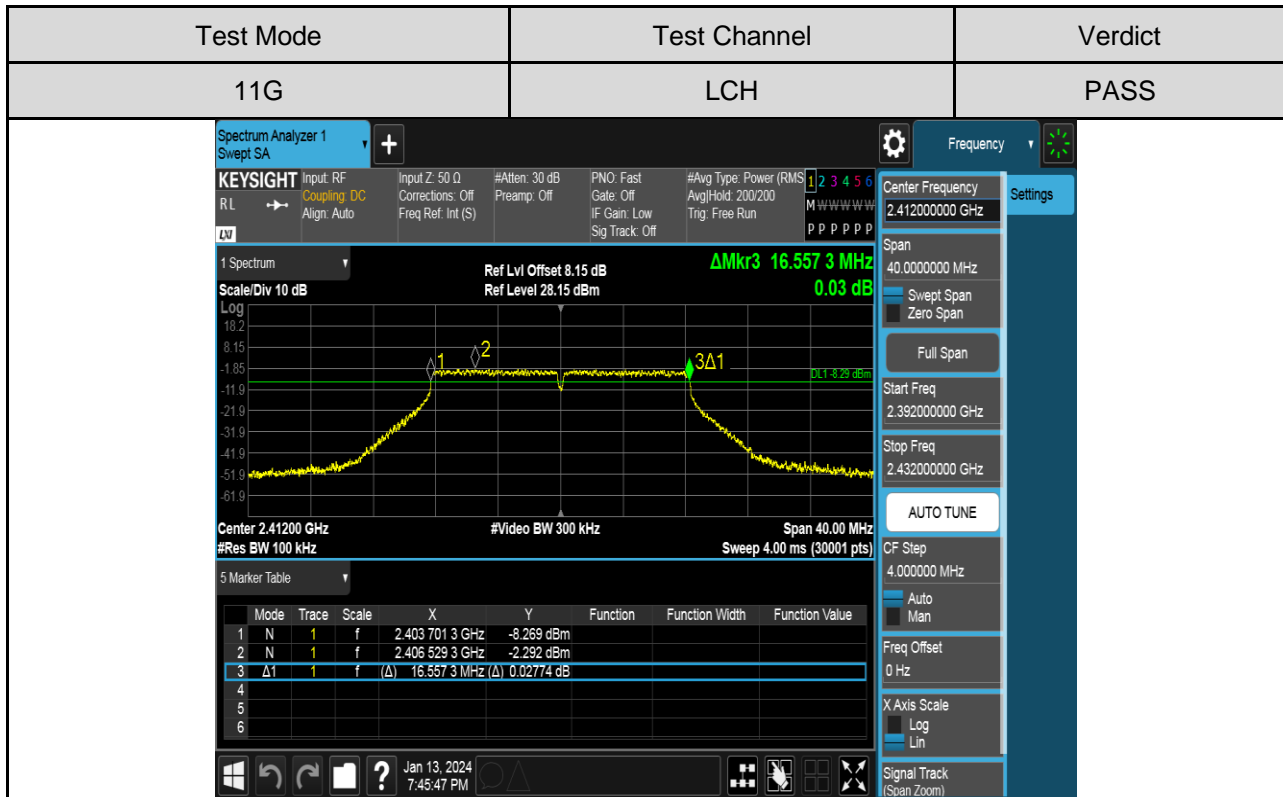 Test Mode Test Channel Verdict
11G LCH PASS
Spectrum Analyzer 1
Swept SA
+
Frequency
KEYSIGHT Input: RF Input Z: 50 Ω #Atten: 30 dB PNO: Fast #Avg Type: Power (RMS 1 2 3 4 5 6
RL Coupling: DC Corrections: Off Preamp: Off Gate: Off Avg|Hold: 200/200 M W W W W W
Align: Auto Freq Ref: Int (S) IF Gain: Low Trig: Free Run
LXI Sig Track: Off P P P P P P
Center Frequency
2.412000000 GHz
Settings
1 Spectrum
Ref Lvl Offset 8.15 dB
ΔMkr3 16.557 3 MHz
Scale/Div 10 dB Ref Level 28.15 dBm 0.03 dB
Log
18.2
8.15
-1.85
-11.9
-21.9
-31.9
-41.9
-51.9
-61.9
1
2
3Δ1
DL1 -8.29 dBm
Center 2.41200 GHz #Video BW 300 kHz Span 40.00 MHz
#Res BW 100 kHz Sweep 4.00 ms (30001 pts)
Span
40.0000000 MHz
Swept Span
Zero Span
Full Span
Start Freq
2.392000000 GHz
Stop Freq
2.432000000 GHz
AUTO TUNE
CF Step
4.000000 MHz
Auto
Man
Freq Offset
0 Hz
X Axis Scale
Log
Lin
Signal Track
(Span Zoom)
5 Marker Table
Mode Trace Scale X Y Function Function Width Function Value
1 N 1 f 2.403 701 3 GHz -8.269 dBm
2 N 1 f 2.406 529 3 GHz -2.292 dBm
3 Δ1 1 f (Δ) 16.557 3 MHz (Δ) 0.02774 dB
4
5
6
?
Jan 13, 2024
7:45:47 PM